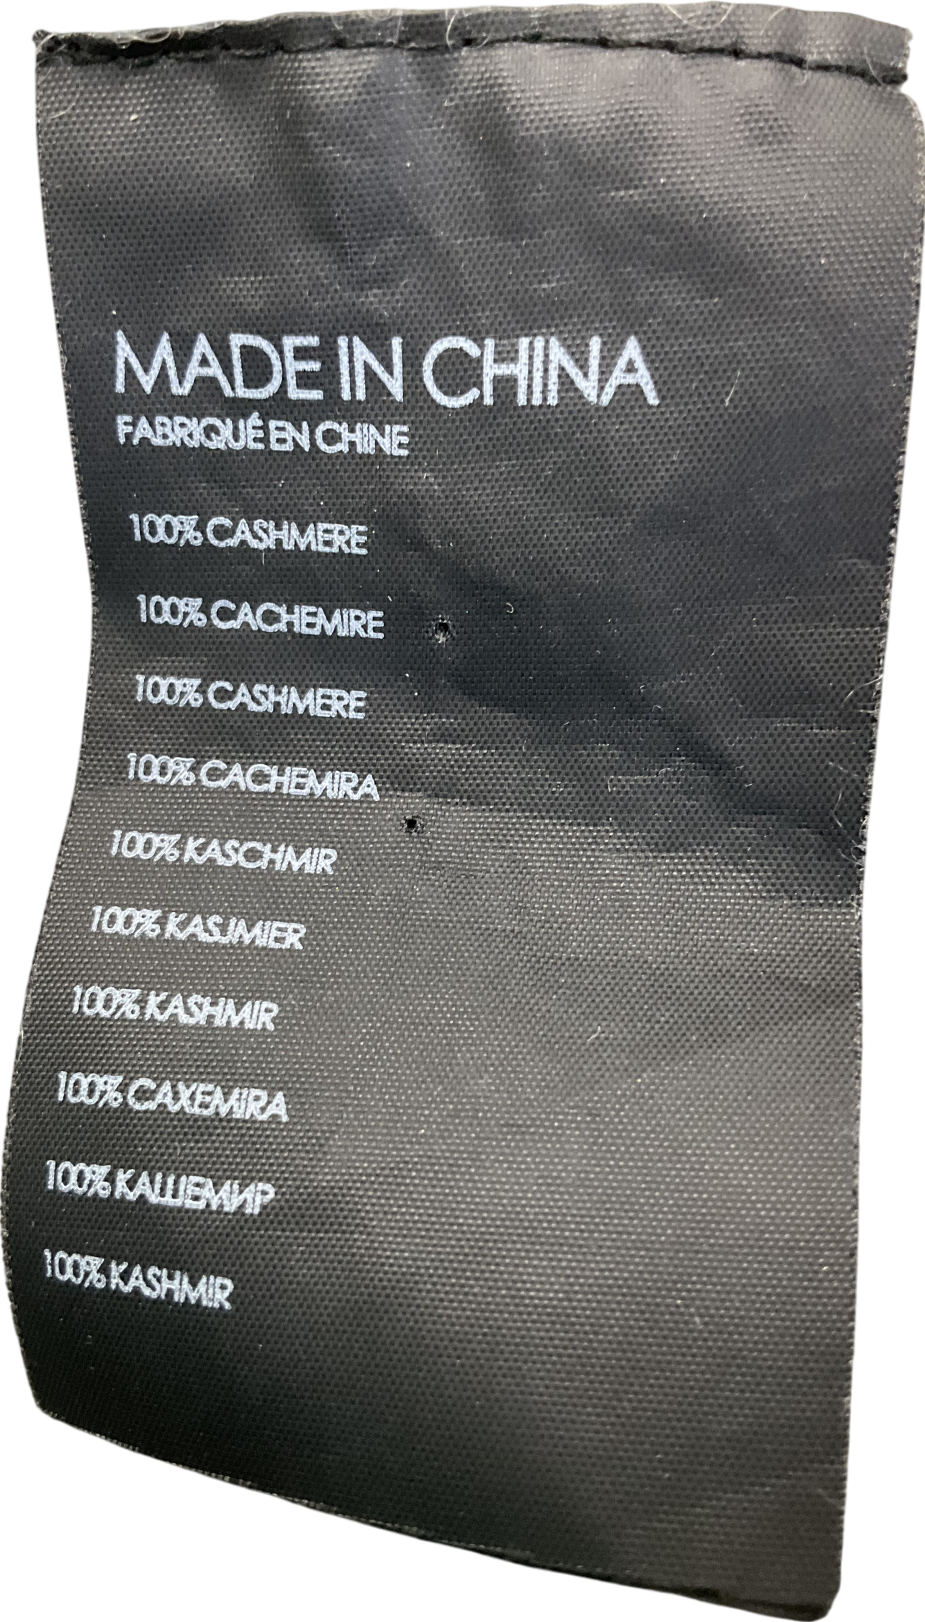 MADE IN CHINA
FABRIQUÉ EN CHINE
100% CASHMERE
100% CACHEMIRE
100% CASHMERE
100% CACHEMIRA
100% KASCHMIR
100% KASJMIER
100% KASHMIR
100% CAXEMIRA
100% КАШЕМИР
100% KASHMIR